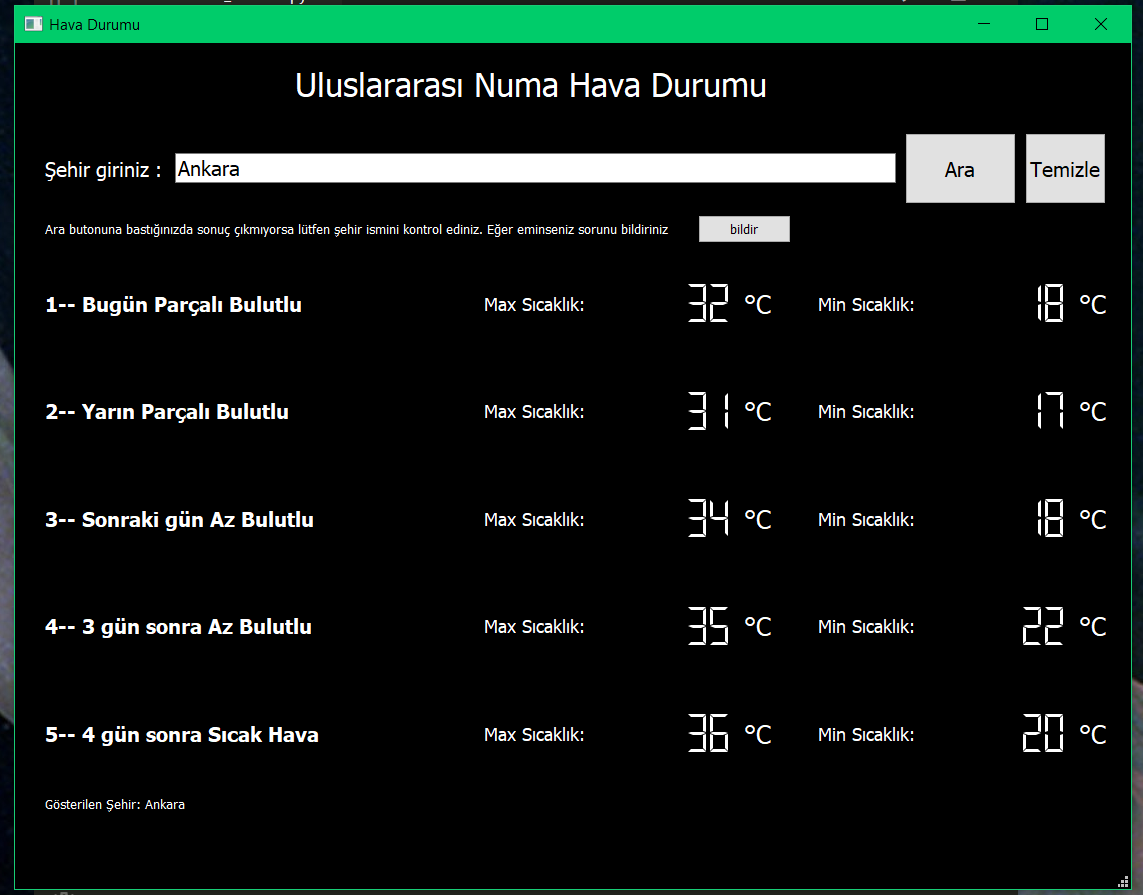 Hava Durumu
Uluslararası Numa Hava Durumu
Şehir giriniz : Ankara Ara Temizle
Ara butonuna bastığınızda sonuç çıkmıyorsa lütfen şehir ismini kontrol ediniz. Eğer eminseniz sorunu bildiriniz bildir
1-- Bugün Parçalı Bulutlu Max Sıcaklık: 32 °C Min Sıcaklık: 18 °C
2-- Yarın Parçalı Bulutlu Max Sıcaklık: 31 °C Min Sıcaklık: 17 °C
3-- Sonraki gün Az Bulutlu Max Sıcaklık: 34 °C Min Sıcaklık: 18 °C
4-- 3 gün sonra Az Bulutlu Max Sıcaklık: 35 °C Min Sıcaklık: 22 °C
5-- 4 gün sonra Sıcak Hava Max Sıcaklık: 36 °C Min Sıcaklık: 20 °C
Gösterilen Şehir: Ankara